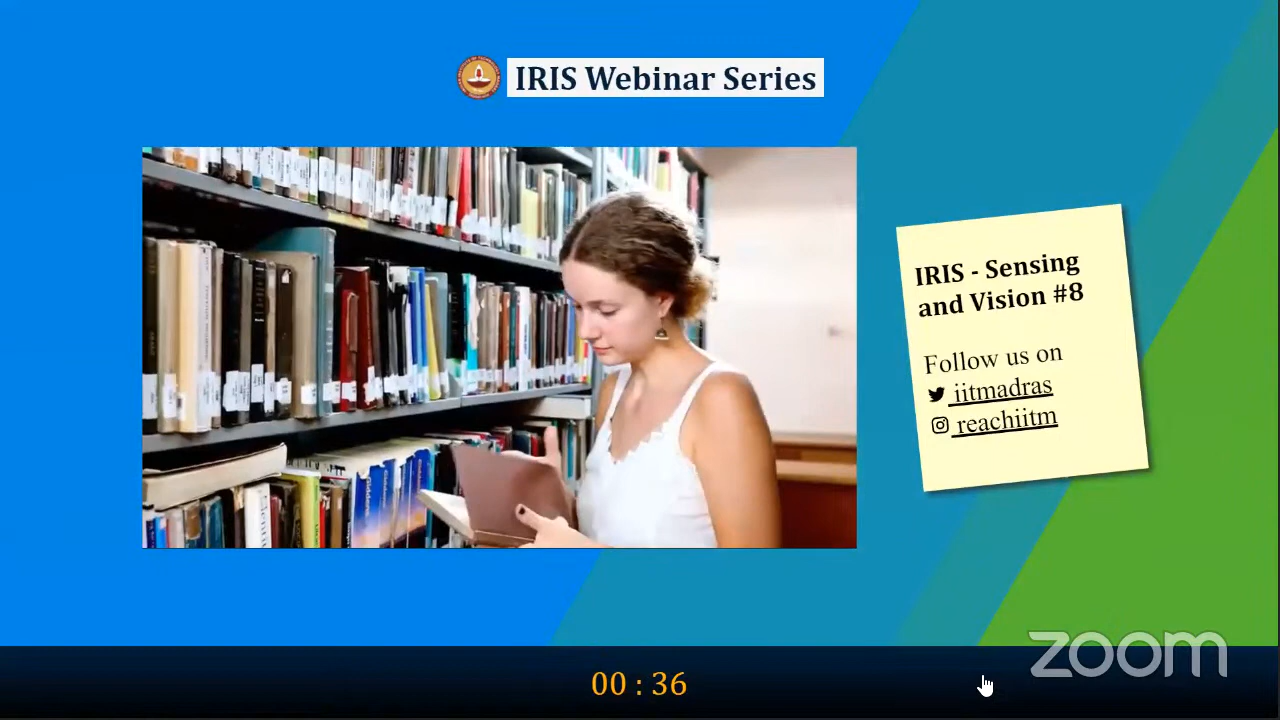 IRIS Webinar Series
IRIS - Sensing
and Vision #8
Follow us on
iitmadras
reachiitm
zoom
00 : 36